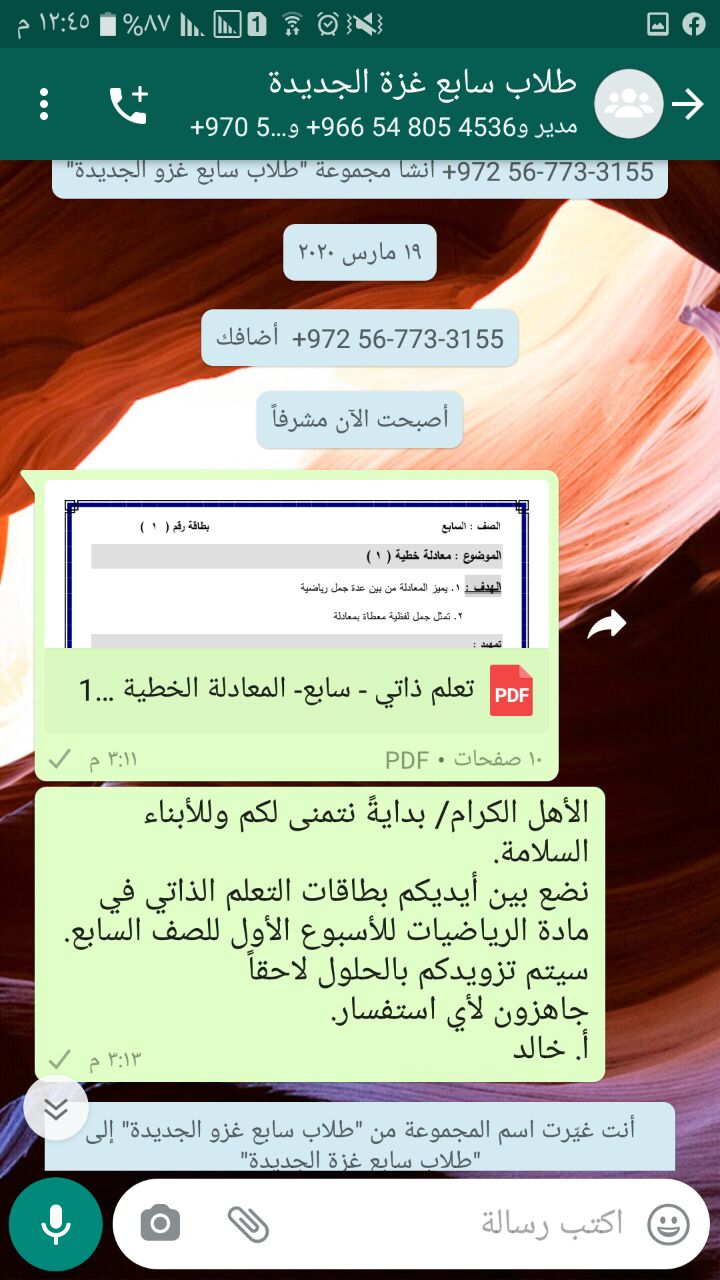 ١٢:٤٥ م
%٨٧
1
طلاب سابع غزة الجديدة
مدير و4536 805 54 966+ و...5 970+
+972 56-773-3155 أنشأ مجموعة "طلاب سابع غزو الجديدة"
١٩ مارس ٢٠٢٠
+972 56-773-3155 أضافك
أصبحت الآن مشرفاً
الصف : السابع
بطاقة رقم ( ١ )
الموضوع : معادلة خطية ( ١ )
الهدف : ١. يميز المعادلة من بين عدة جمل رياضية
٢. تمثل جمل لفظية معطاة بمعادلة
تمهيد :
PDF
تعلم ذاتي - سابع- المعادلة الخطية ...1
١٠ صفحات • PDF
٣:١١ م
الأهل الكرام/ بدايةً نتمنى لكم وللأبناء
السلامة.
نضع بين أيديكم بطاقات التعلم الذاتي في
مادة الرياضيات للأسبوع الأول للصف السابع.
سيتم تزويدكم بالحلول لاحقاً
جاهزون لأي استفسار.
أ. خالد
٣:١٣ م
أنت غيّرت اسم المجموعة من "طلاب سابع غزو الجديدة" إلى
"طلاب سابع غزة الجديدة"
اكتب رسالة